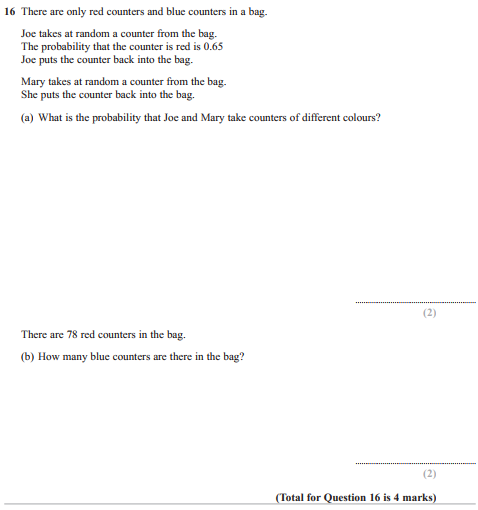 16 There are only red counters and blue counters in a bag.
Joe takes at random a counter from the bag.
The probability that the counter is red is 0.65
Joe puts the counter back into the bag.
Mary takes at random a counter from the bag.
She puts the counter back into the bag.
(a) What is the probability that Joe and Mary take counters of different colours?
(2)
There are 78 red counters in the bag.
(b) How many blue counters are there in the bag?
(2)
(Total for Question 16 is 4 marks)